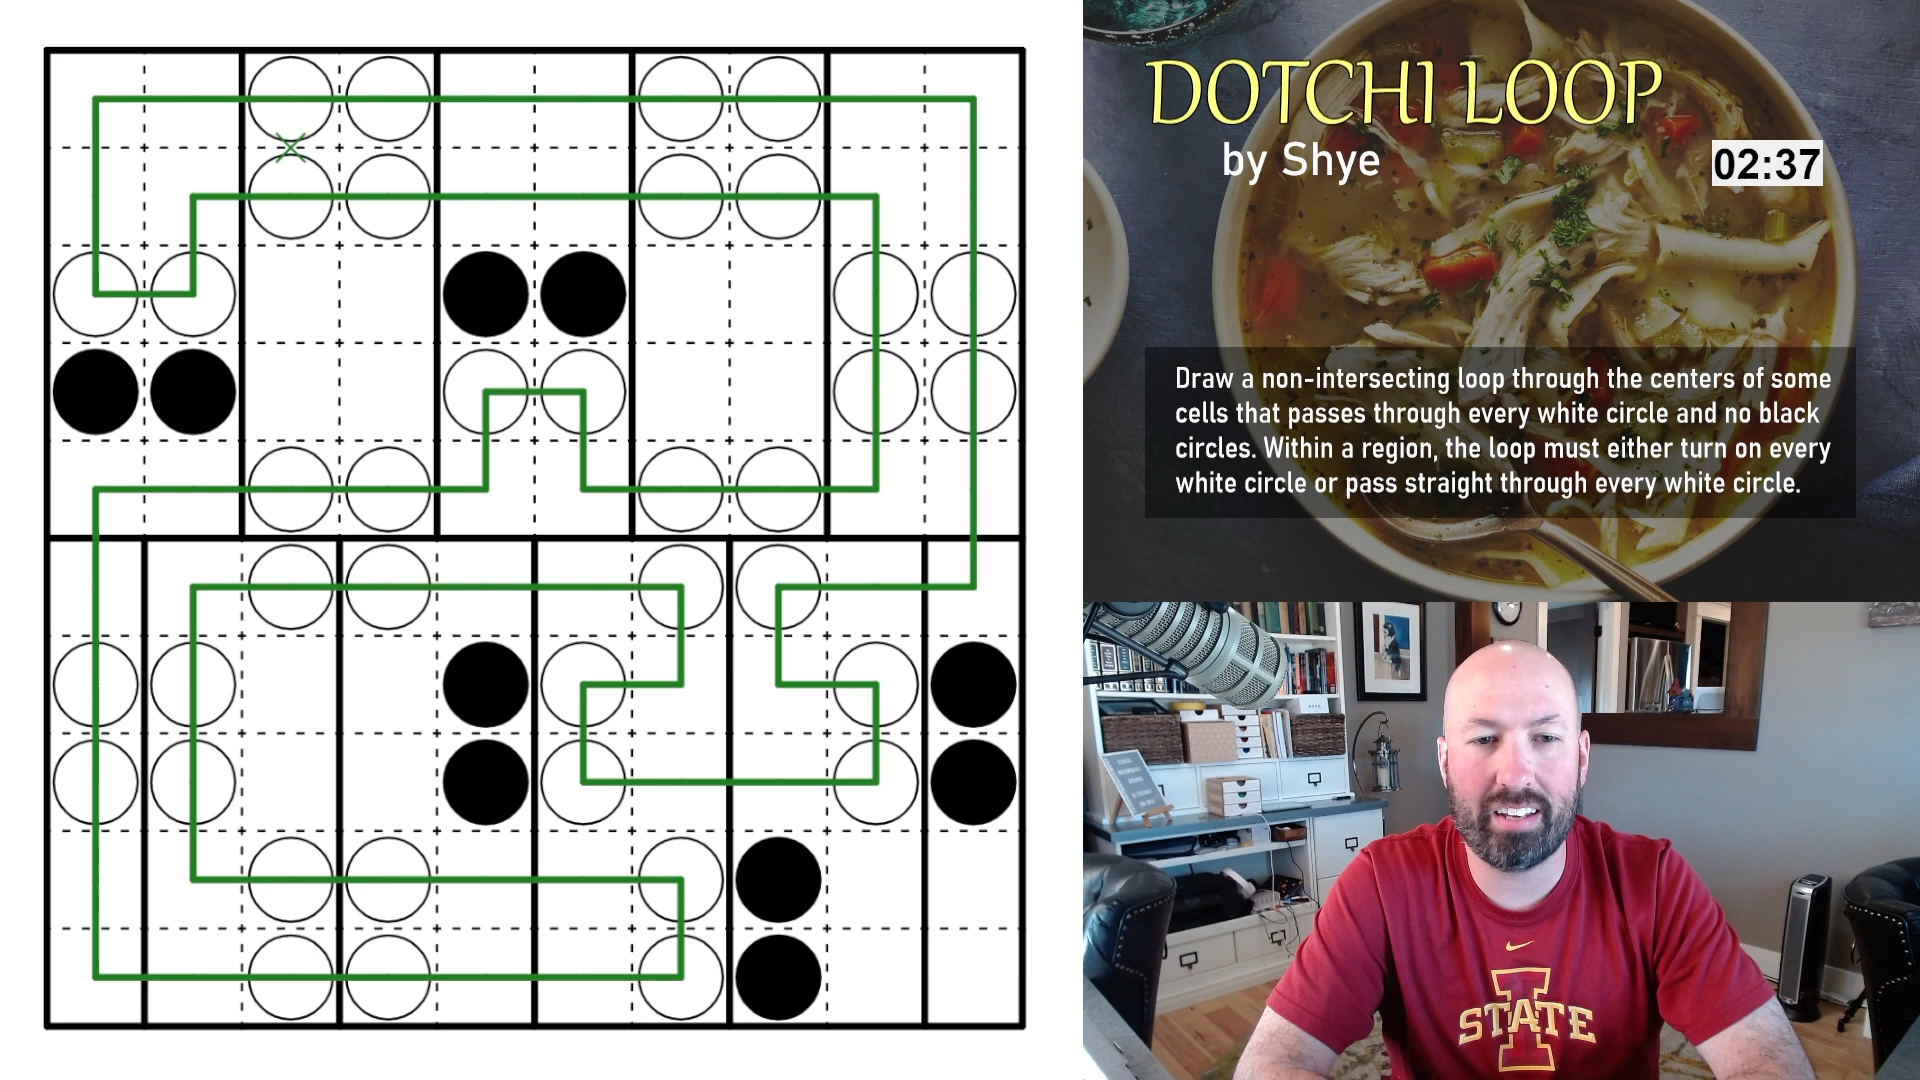 DOTCHI LOOP
by Shye
02:37
Draw a non-intersecting loop through the centers of some
cells that passes through every white circle and no black
circles. Within a region, the loop must either turn on every
white circle or pass straight through every white circle.
I
STATE